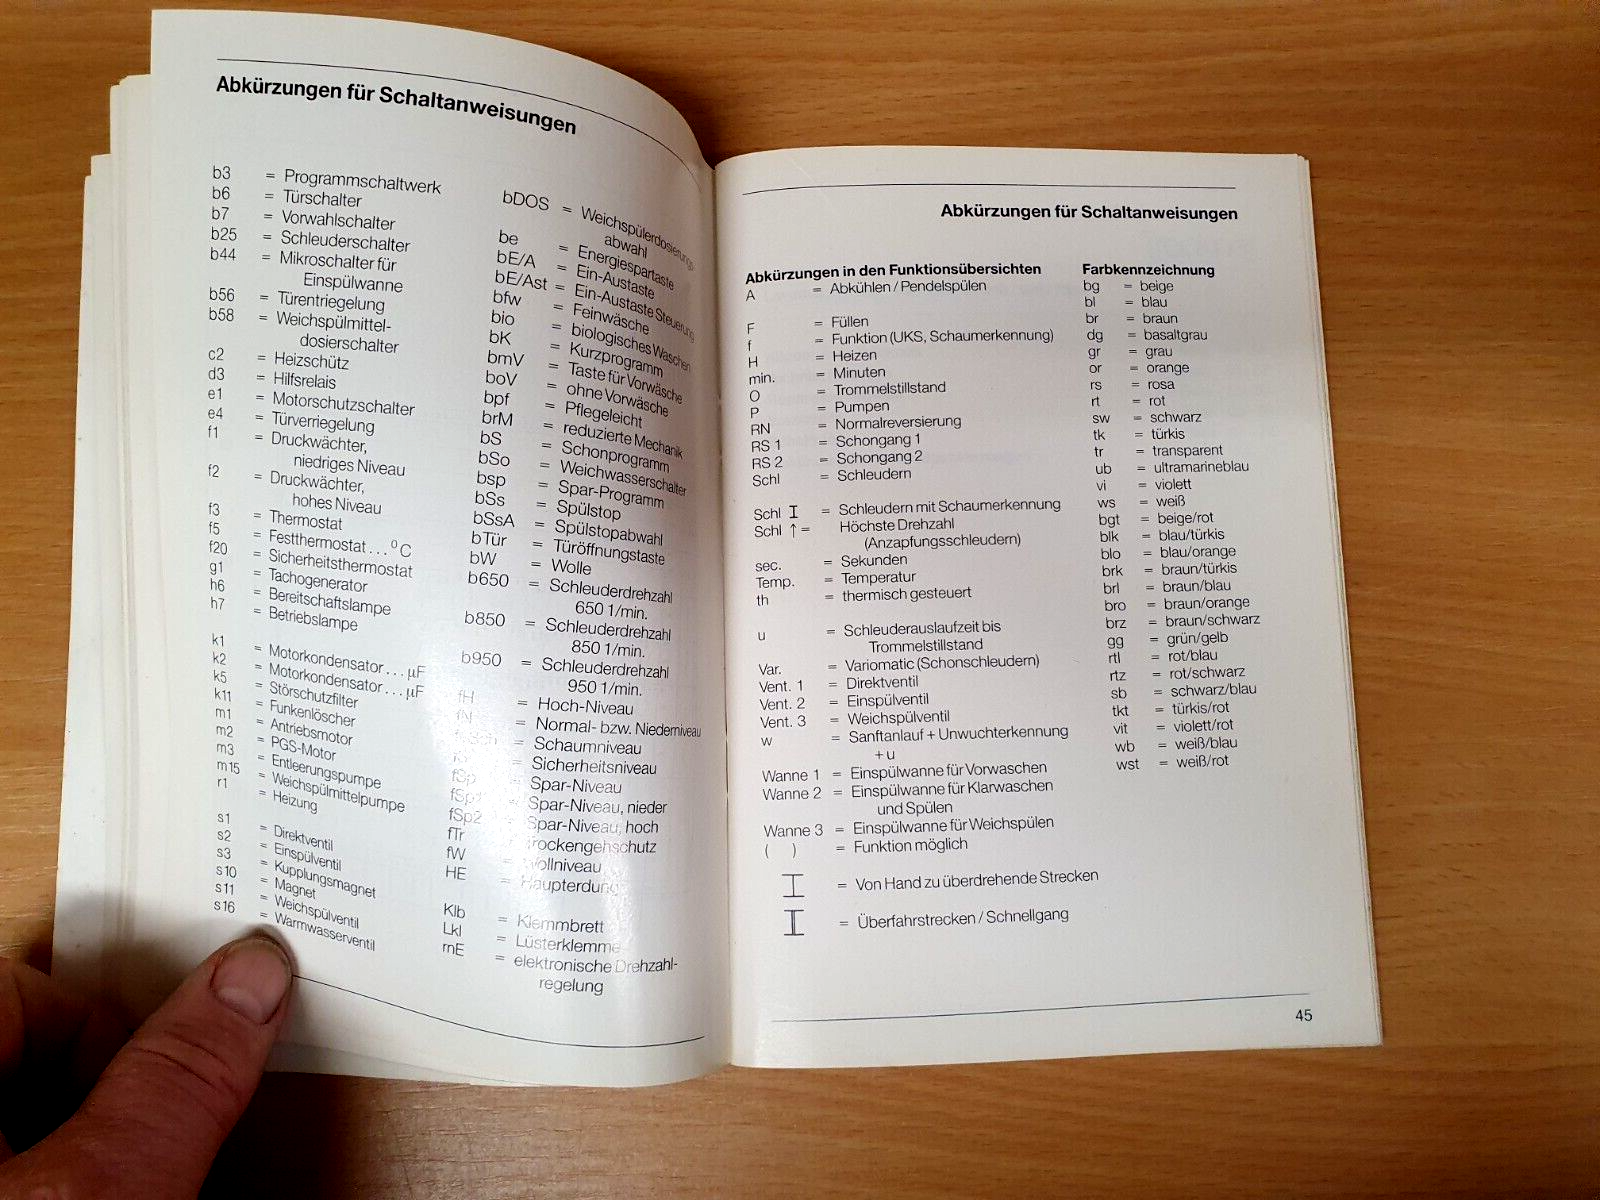 Abkürzungen für Schaltanweisungen
b3 = Programmschaltwerk
b6 = Türschalter
b7 = Vorwahlschalter
b25 = Schleuderschalter
b44 = Mikroschalter für
Einspülwanne
b56 = Türentriegelung
b58 = Weichspülmittel-
dosierschalter
c2 = Heizschütz
d3 = Hilfsrelais
e1 = Motorschutzschalter
e4 = Türverriegelung
f1 = Druckwächter,
niedriges Niveau
f2 = Druckwächter,
hohes Niveau
f3 = Thermostat
f5 = Festthermostat . . . °C
f20 = Sicherheitsthermostat
g1 = Tachogenerator
h6 = Bereitschaftslampe
h7 = Betriebslampe
k1 = Motorkondensator . . . µF
k2 = Motorkondensator . . . µF
k5 = Störschutzfilter
k11 = Funkenlöscher
m1 = Antriebsmotor
m2 = PGS-Motor
m3 = Entleerungspumpe
m15 = Weichspülmittelpumpe
r1 = Heizung
s1 = Direktventil
s2 = Einspülventil
s3 = Kupplungsmagnet
s10 = Magnet
s11 = Weichspülventil
s16 = Warmwasserventil
bDOS = Weichspülerdosierungs-
abwahl
be = Energiespartaste
bE/A = Ein-Austaste
bE/Ast = Ein-Austaste Steuerung
bfw = Feinwäsche
bio = biologisches Waschen
bK = Kurzprogramm
bmV = Taste für Vorwäsche
boV = ohne Vorwäsche
bpf = Pflegeleicht
brM = reduzierte Mechanik
bS = Schonprogramm
bSo = Weichwasserschalter
bsp = Spar-Programm
bSs = Spülstop
bSsA = Spülstopabwahl
bTür = Türöffnungstaste
bW = Wolle
b650 = Schleuderdrehzahl
650 1/min.
b850 = Schleuderdrehzahl
850 1/min.
b950 = Schleuderdrehzahl
950 1/min.
fH = Hoch-Niveau
fN = Normal- bzw. Niederniveau
= Schaumniveau
= Sicherheitsniveau
fSp = Spar-Niveau
= Spar-Niveau, nieder
fSp2 = Spar-Niveau, hoch
fTr = Trockengehschutz
fW = Wollniveau
HE = Haupterdung
Klb = Klemmbrett
Lkl = Lüsterklemme
rnE = elektronische Drehzahl-
regelung
Abkürzungen für Schaltanweisungen
Abkürzungen in den Funktionsübersichten
A = Abkühlen / Pendelspülen
F = Füllen
f = Funktion (UKS, Schaumerkennung)
H = Heizen
min. = Minuten
O = Trommelstillstand
P = Pumpen
RN = Normalreversierung
RS 1 = Schongang 1
RS 2 = Schongang 2
Schl = Schleudern
Schl I = Schleudern mit Schaumerkennung
Schl ↑ = Höchste Drehzahl
(Anzapfungsschleudern)
sec. = Sekunden
Temp. = Temperatur
th = thermisch gesteuert
u = Schleuderauslaufzeit bis
Trommelstillstand
Var. = Variomatic (Schonschleudern)
Vent. 1 = Direktventil
Vent. 2 = Einspülventil
Vent. 3 = Weichspülventil
w = Sanftanlauf + Unwuchterkennung
+ u
Wanne 1 = Einspülwanne für Vorwaschen
Wanne 2 = Einspülwanne für Klarwaschen
und Spülen
Wanne 3 = Einspülwanne für Weichspülen
( ) = Funktion möglich
I = Von Hand zu überdrehende Strecken
I = Überfahrstrecken / Schnellgang
Farbkennzeichnung
bg = beige
bl = blau
br = braun
dg = basaltgrau
gr = grau
or = orange
rs = rosa
rt = rot
sw = schwarz
tk = türkis
tr = transparent
ub = ultramarineblau
vi = violett
ws = weiß
bgt = beige/rot
blk = blau/türkis
blo = blau/orange
brk = braun/türkis
brl = braun/blau
bro = braun/orange
brz = braun/schwarz
gg = grün/gelb
rtl = rot/blau
rtz = rot/schwarz
sb = schwarz/blau
tkt = türkis/rot
vit = violett/rot
wb = weiß/blau
wst = weiß/rot
45